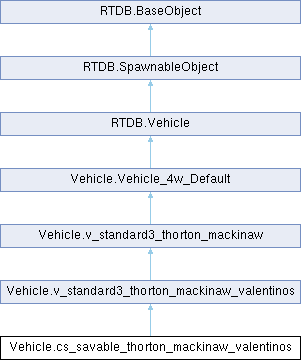 RTDB.BaseObject
RTDB.SpawnableObject
RTDB.Vehicle
Vehicle.Vehicle_4w_Default
Vehicle.v_standard3_thorton_mackinaw
Vehicle.v_standard3_thorton_mackinaw_valentinos
Vehicle.cs_savable_thorton_mackinaw_valentinos